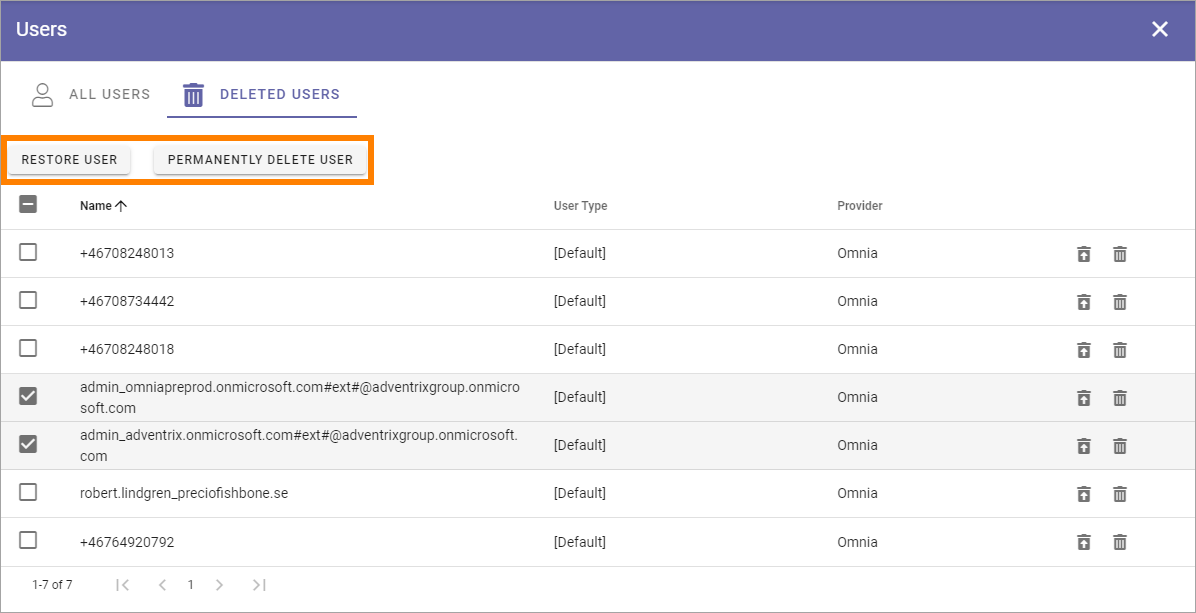 Users
ALL USERS DELETED USERS
RESTORE USER PERMANENTLY DELETE USER
Name User Type Provider
+46708248013 [Default] Omnia
+46708734442 [Default] Omnia
+46708248018 [Default] Omnia
admin_omniapreprod.onmicrosoft.com#ext#@adventrixgroup.onmicro
soft.com [Default] Omnia
admin_adventrix.onmicrosoft.com#ext#@adventrixgroup.onmicrosoft.
com [Default] Omnia
robert.lindgren_preciofishbone.se [Default] Omnia
+46764920792 [Default] Omnia
1-7 of 7 1